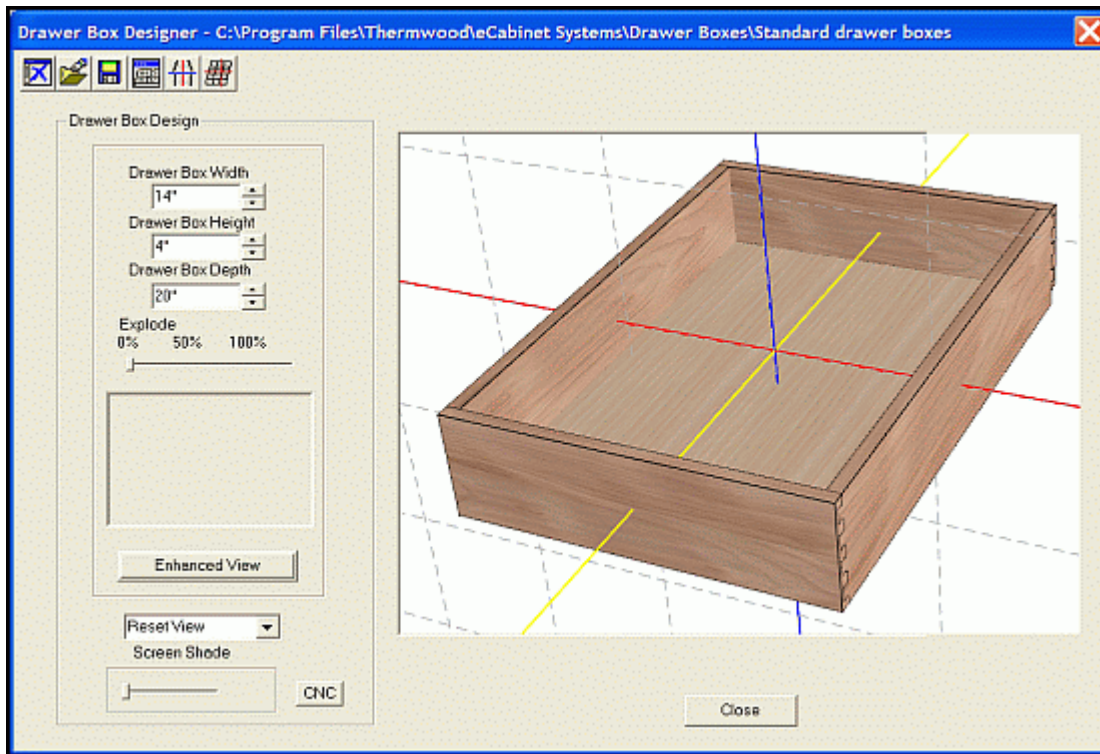 Drawer Box Designer - C:\Program Files\Thermwood\eCabinet Systems\Drawer Boxes\Standard drawer boxes
Drawer Box Design
Drawer Box Width
14"
Drawer Box Height
4"
Drawer Box Depth
20"
Explode
0% 50% 100%
Enhanced View
Reset View
Screen Shade
CNC
Close